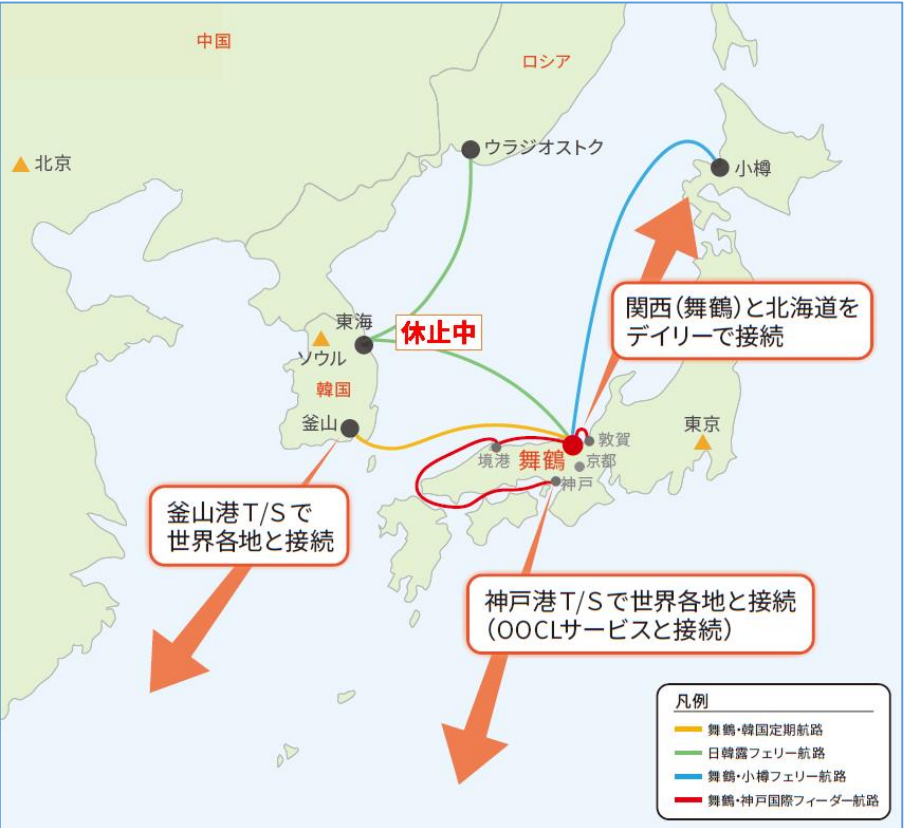 中国
ロシア
北京
ウラジオストク
小樽
関西(舞鶴)と北海道を
デイリーで接続
東海
休止中
ソウル
韓国
釜山
東京
敦賀
境港
舞鶴
京都
神戸
釜山港T/Sで
世界各地と接続
神戸港T/Sで世界各地と接続
(OOCLサービスと接続)
凡例
舞鶴・韓国定期航路
日韓露フェリー航路
舞鶴・小樽フェリー航路
舞鶴・神戸国際フィーダー航路